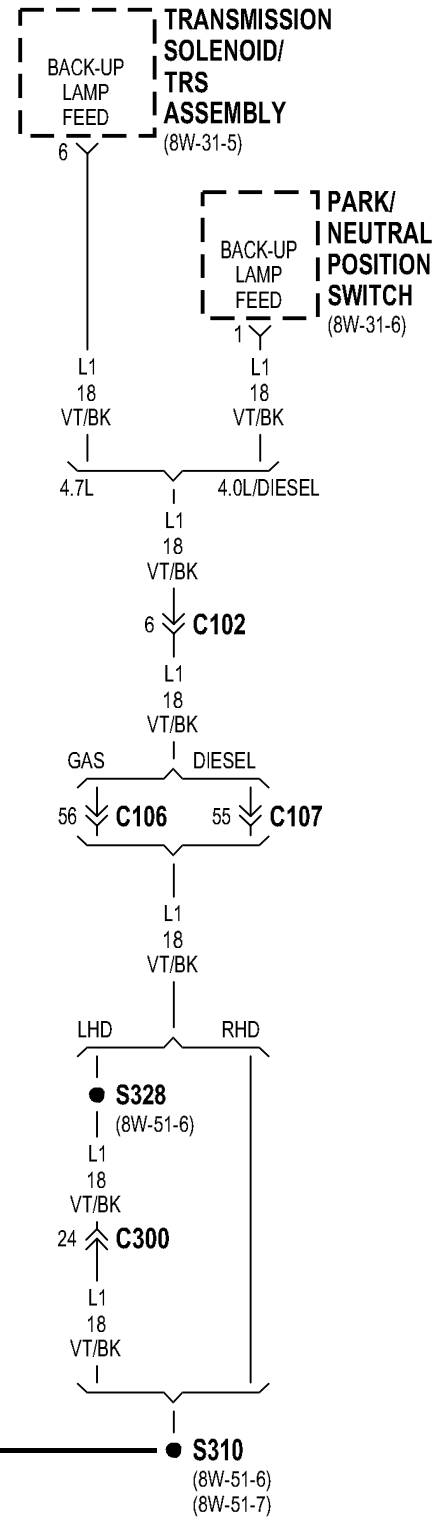 TRANSMISSION
SOLENOID/
TRS
ASSEMBLY
(8W-31-5)
BACK-UP
LAMP
FEED
6
PARK/
NEUTRAL
POSITION
SWITCH
(8W-31-6)
BACK-UP
LAMP
FEED
1
L1
18
VT/BK
L1
18
VT/BK
4.7L
4.0L/DIESEL
L1
18
VT/BK
6
C102
L1
18
VT/BK
GAS
DIESEL
56
C106
55
C107
L1
18
VT/BK
LHD
RHD
S328
(8W-51-6)
L1
18
VT/BK
24
C300
L1
18
VT/BK
S310
(8W-51-6)
(8W-51-7)